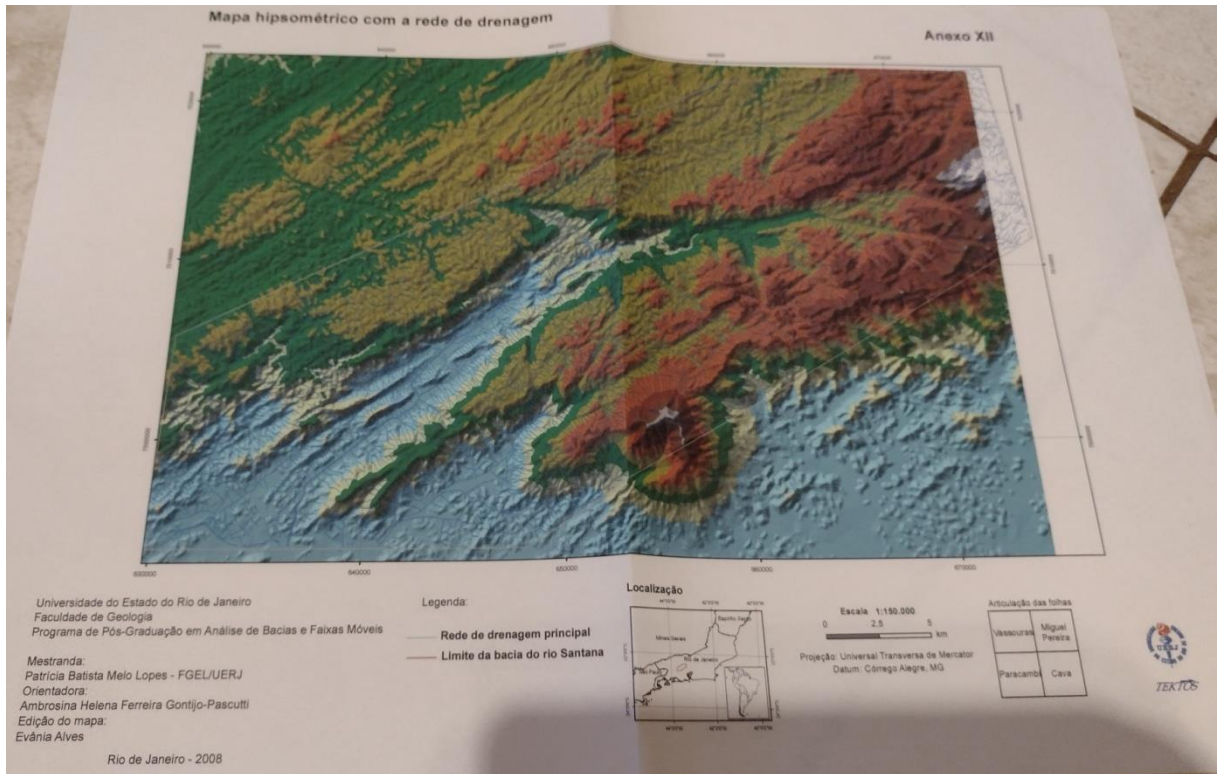 Mapa hipsométrico com a rede de drenagem
Anexo XII
630000
640000
650000
660000
670000
Universidade do Estado do Rio de Janeiro
Faculdade de Geologia
Programa de Pós-Graduação em Análise de Bacias e Faixas Móveis
Mestranda:
Patrícia Batista Melo Lopes - FGEL/UERJ
Orientadora:
Ambrosina Helena Ferreira Gontijo-Pascutti
Edição do mapa:
Evânia Alves
Rio de Janeiro - 2008
Legenda:
Rede de drenagem principal
Limite da bacia do rio Santana
Localização
Espírito Santo
Minas Gerais
Rio de Janeiro
São Paulo
Escala 1:150.000
0 2,5 5
km
Projeção: Universal Transversa de Mercator
Datum: Córrego Alegre, MG
Articulação das folhas
Vassouras
Miguel
Pereira
Paracambi
Cava
UERJ
TEKTOS